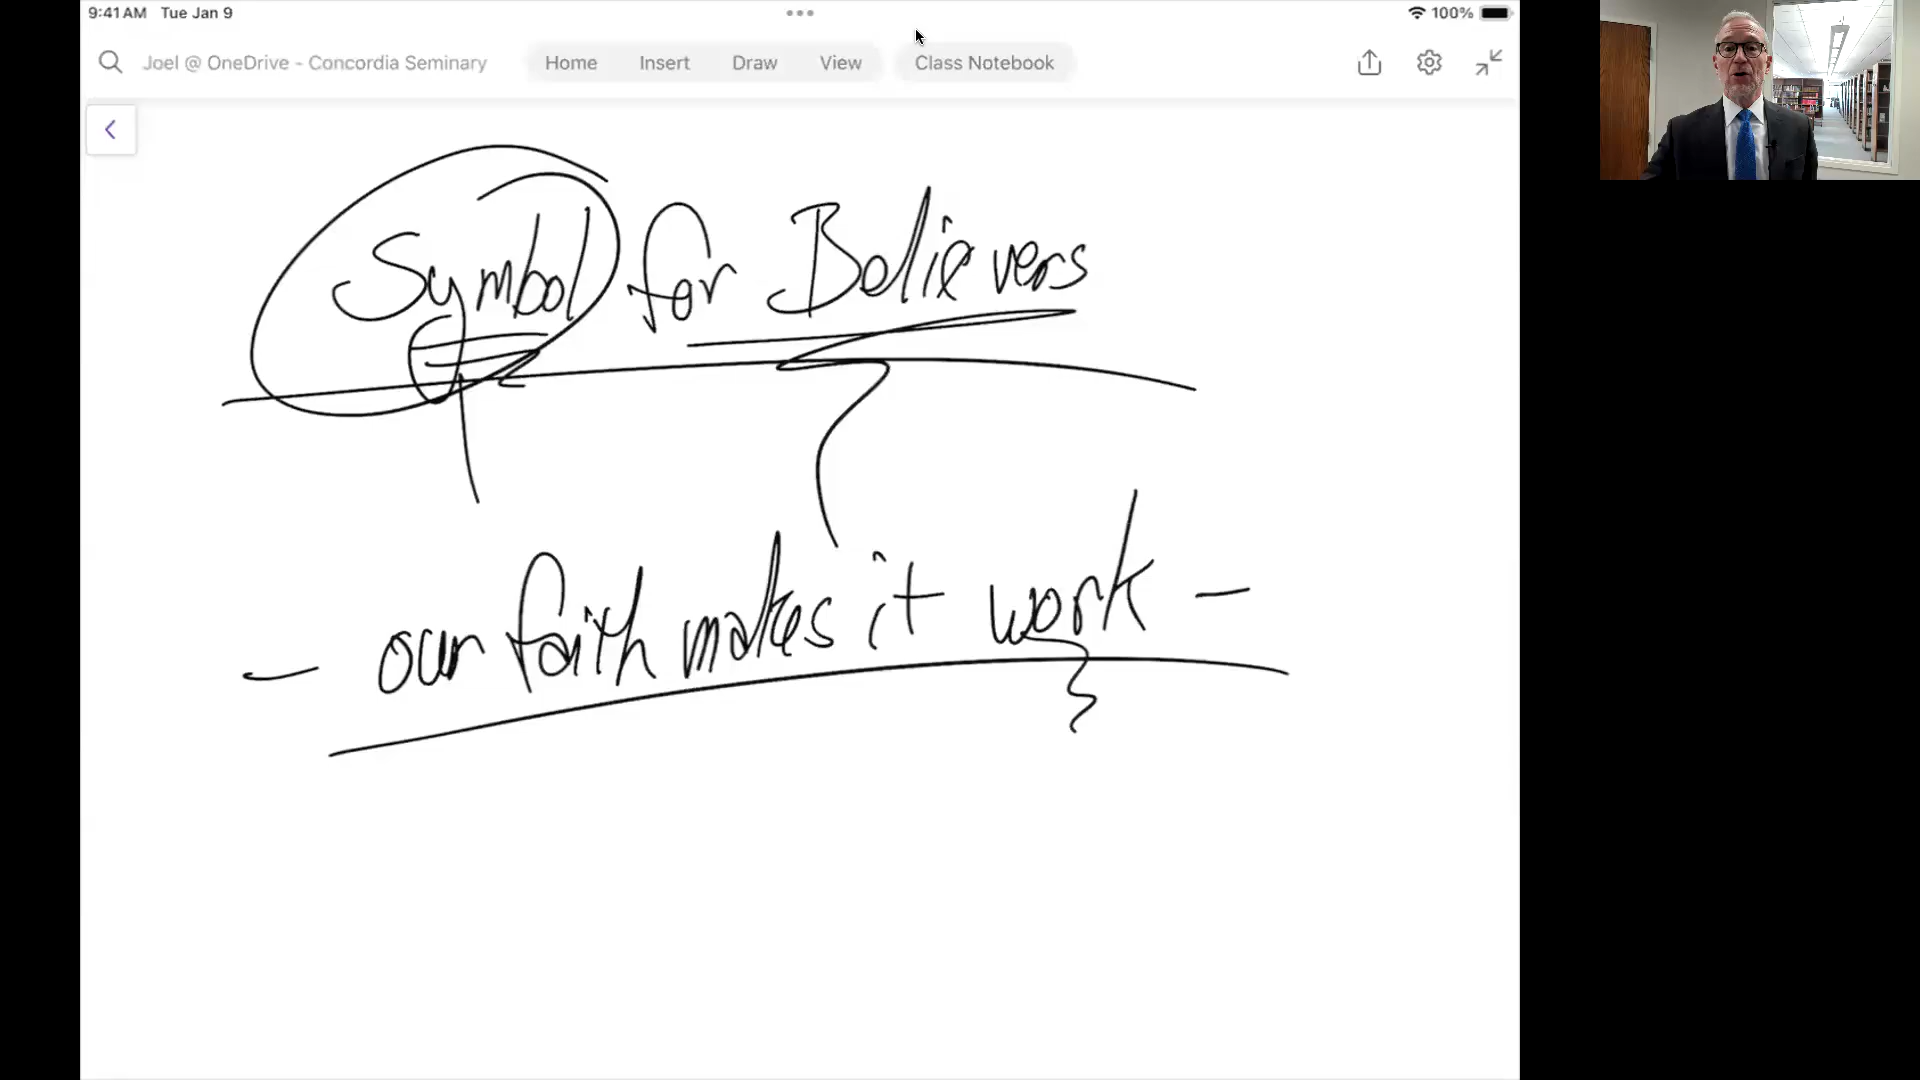 9:41 AM Tue Jan 9
100%
Joel @ OneDrive - Concordia Seminary
Home Insert Draw View Class Notebook
Symbol for Believers
- our faith makes it work -